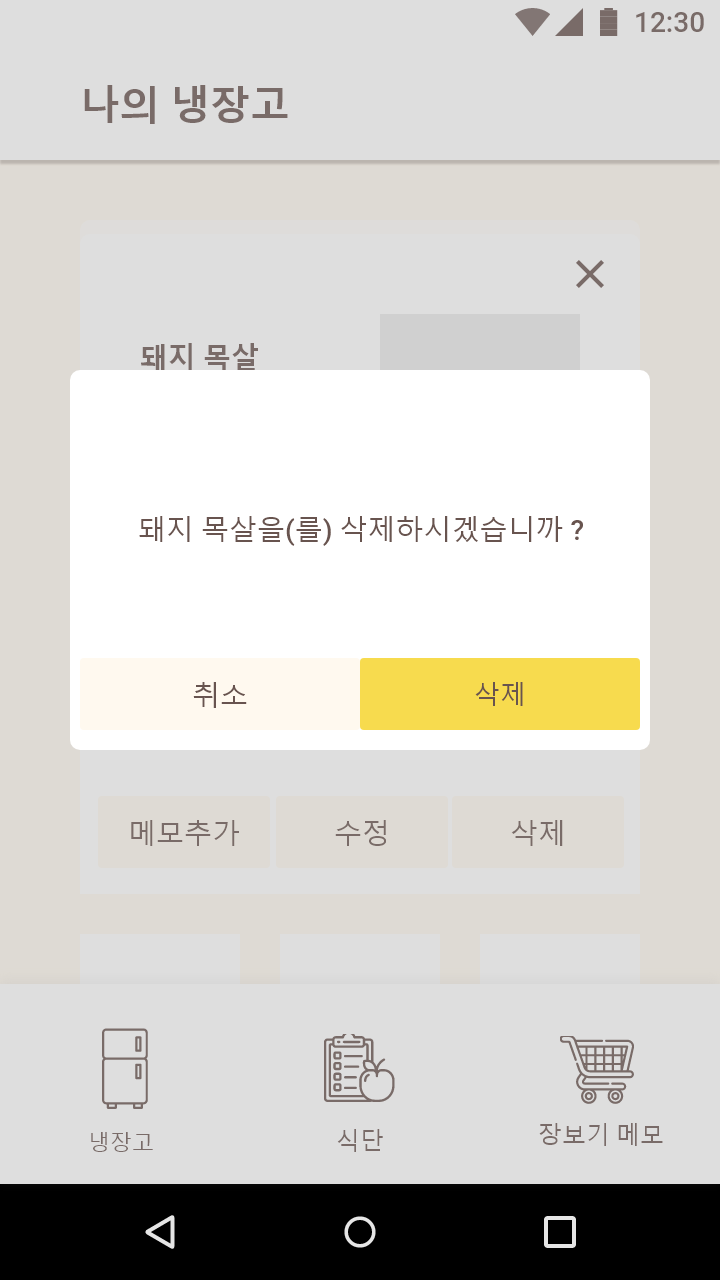 12:30
나의 냉장고
돼지 목살
돼지 목살을(를) 삭제하시겠습니까 ?
취소
삭제
메모추가
수정
삭제
냉장고
식단
장보기 메모